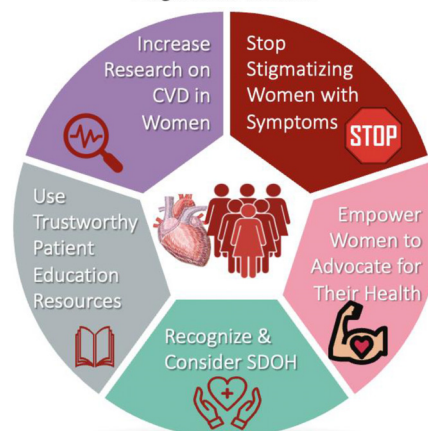 Increase
Research on
CVD in
Women
Stop
Stigmatizing
Women with
Symptoms
STOP
Empower
Women to
Advocate for
Their Health
Recognize &
Consider SDOH
Use
Trustworthy
Patient
Education
Resources